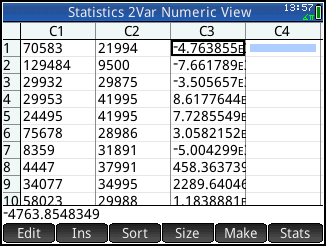 Statistics 2Var Numeric View 13:57
C1 C2 C3 C4
1 70583 21994 -4.763855E
2 129484 9500 -7.661789E
3 29932 29875 -3.505657E
4 29953 41995 8.6177644E
5 24495 41995 7.7285549E
6 75678 28986 3.0582152E
7 8359 31891 -5.004299E
8 4447 37991 458.363739
9 34077 34995 2289.64046
10 58023 29988 1.1838881E
-4763.8548349
Edit Ins Sort Size Make Stats